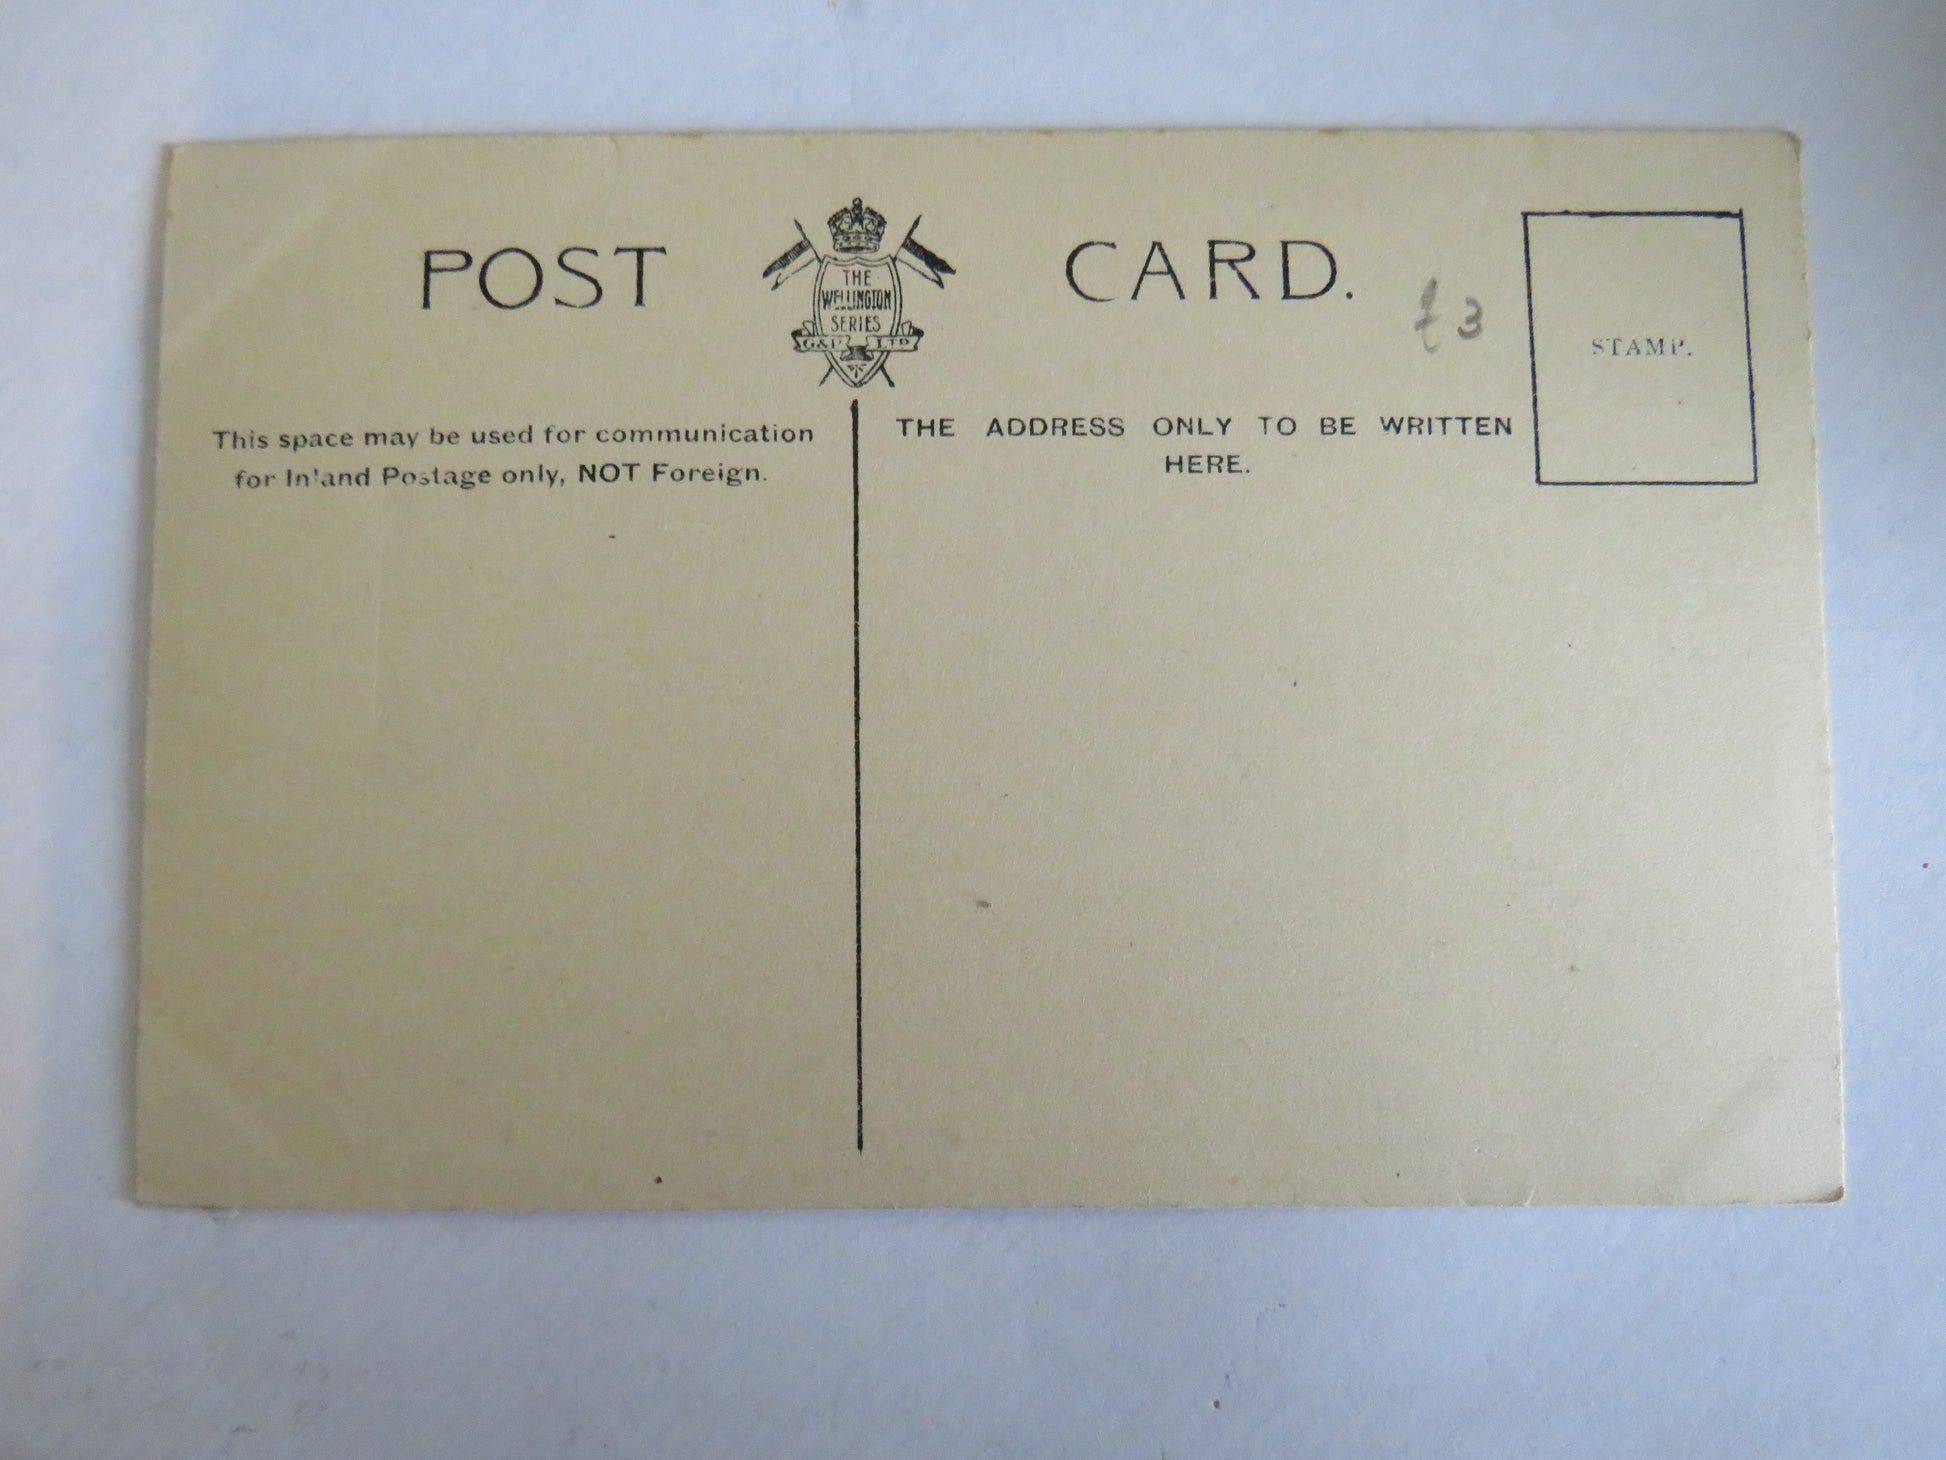 POST CARD.
THE
WELLINGTON
SERIES
G&P LTD
£3
STAMP.
This space may be used for communication
for Inland Postage only, NOT Foreign.
THE ADDRESS ONLY TO BE WRITTEN
HERE.